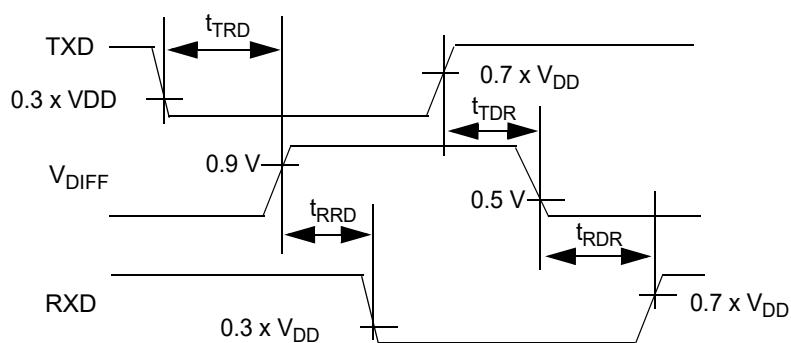 t_TRD
TXD
0.3 x VDD
0.7 x V_DD
t_TDR
0.9 V
V_DIFF
0.5 V
t_RRD
t_RDR
RXD
0.3 x V_DD
0.7 x V_DD